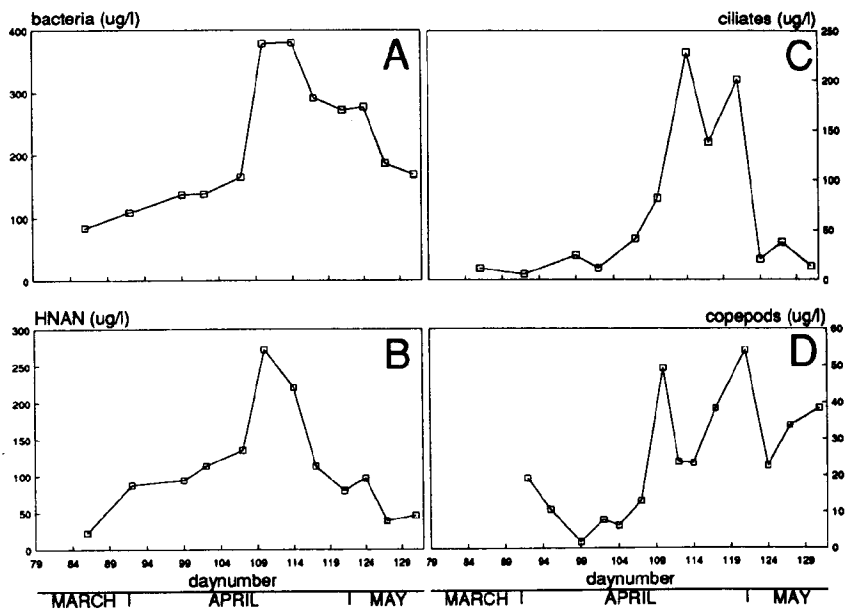 bacteria (ug/l)
ciliates (ug/l)
400
300
200
100
0
A
C
250
200
150
100
50
0
HNAN (ug/l)
copepods (ug/l)
300
250
200
150
100
50
0
B
D
60
50
40
30
20
10
0
79 84 89 94 99 104 109 114 119 124 129
79 84 89 94 99 104 109 114 119 124 129
daynumber
daynumber
MARCH APRIL MAY
MARCH APRIL MAY